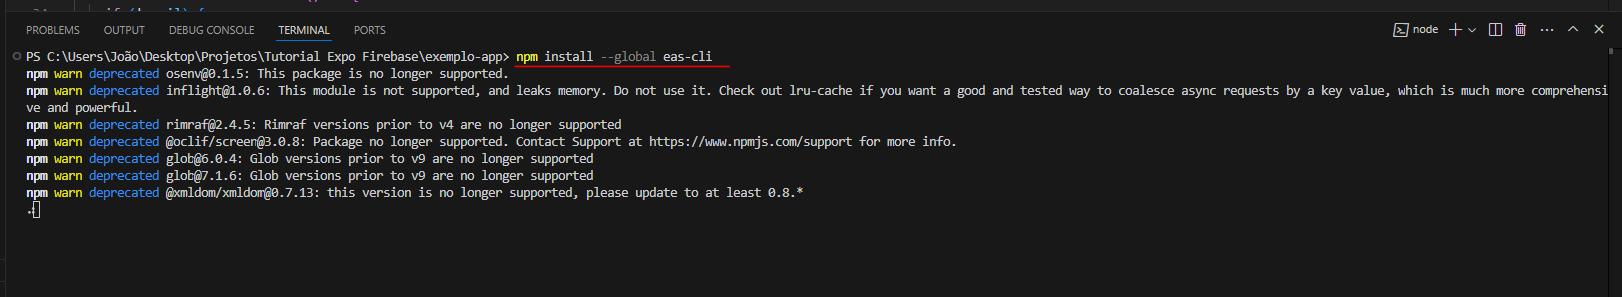 PROBLEMS OUTPUT DEBUG CONSOLE TERMINAL PORTS node
PS C:\Users\João\Desktop\Projetos\Tutorial Expo Firebase\exemplo-app> npm install --global eas-cli
npm warn deprecated osenv@0.1.5: This package is no longer supported.
npm warn deprecated inflight@1.0.6: This module is not supported, and leaks memory. Do not use it. Check out lru-cache if you want a good and tested way to coalesce async requests by a key value, which is much more comprehensi
ve and powerful.
npm warn deprecated rimraf@2.4.5: Rimraf versions prior to v4 are no longer supported
npm warn deprecated @oclif/screen@3.0.8: Package no longer supported. Contact Support at https://www.npmjs.com/support for more info.
npm warn deprecated glob@6.0.4: Glob versions prior to v9 are no longer supported
npm warn deprecated glob@7.1.6: Glob versions prior to v9 are no longer supported
npm warn deprecated @xmldom/xmldom@0.7.13: this version is no longer supported, please update to at least 0.8.*